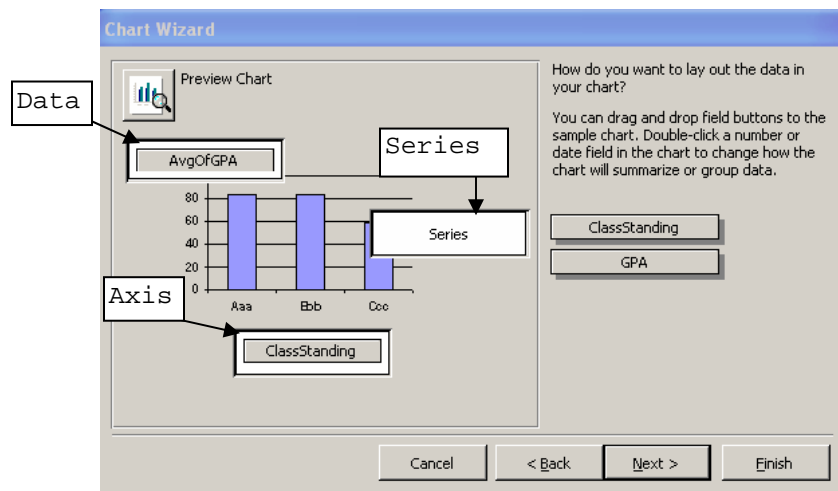 Chart Wizard
Data
Preview Chart
AvgOfGPA
Series
80
60
40
20
0
Series
Aaa
Bbb
Ccc
Axis
ClassStanding
How do you want to lay out the data in
your chart?
You can drag and drop field buttons to the
sample chart. Double-click a number or
date field in the chart to change how the
chart will summarize or group data.
ClassStanding
GPA
Cancel
< Back
Next >
Finish